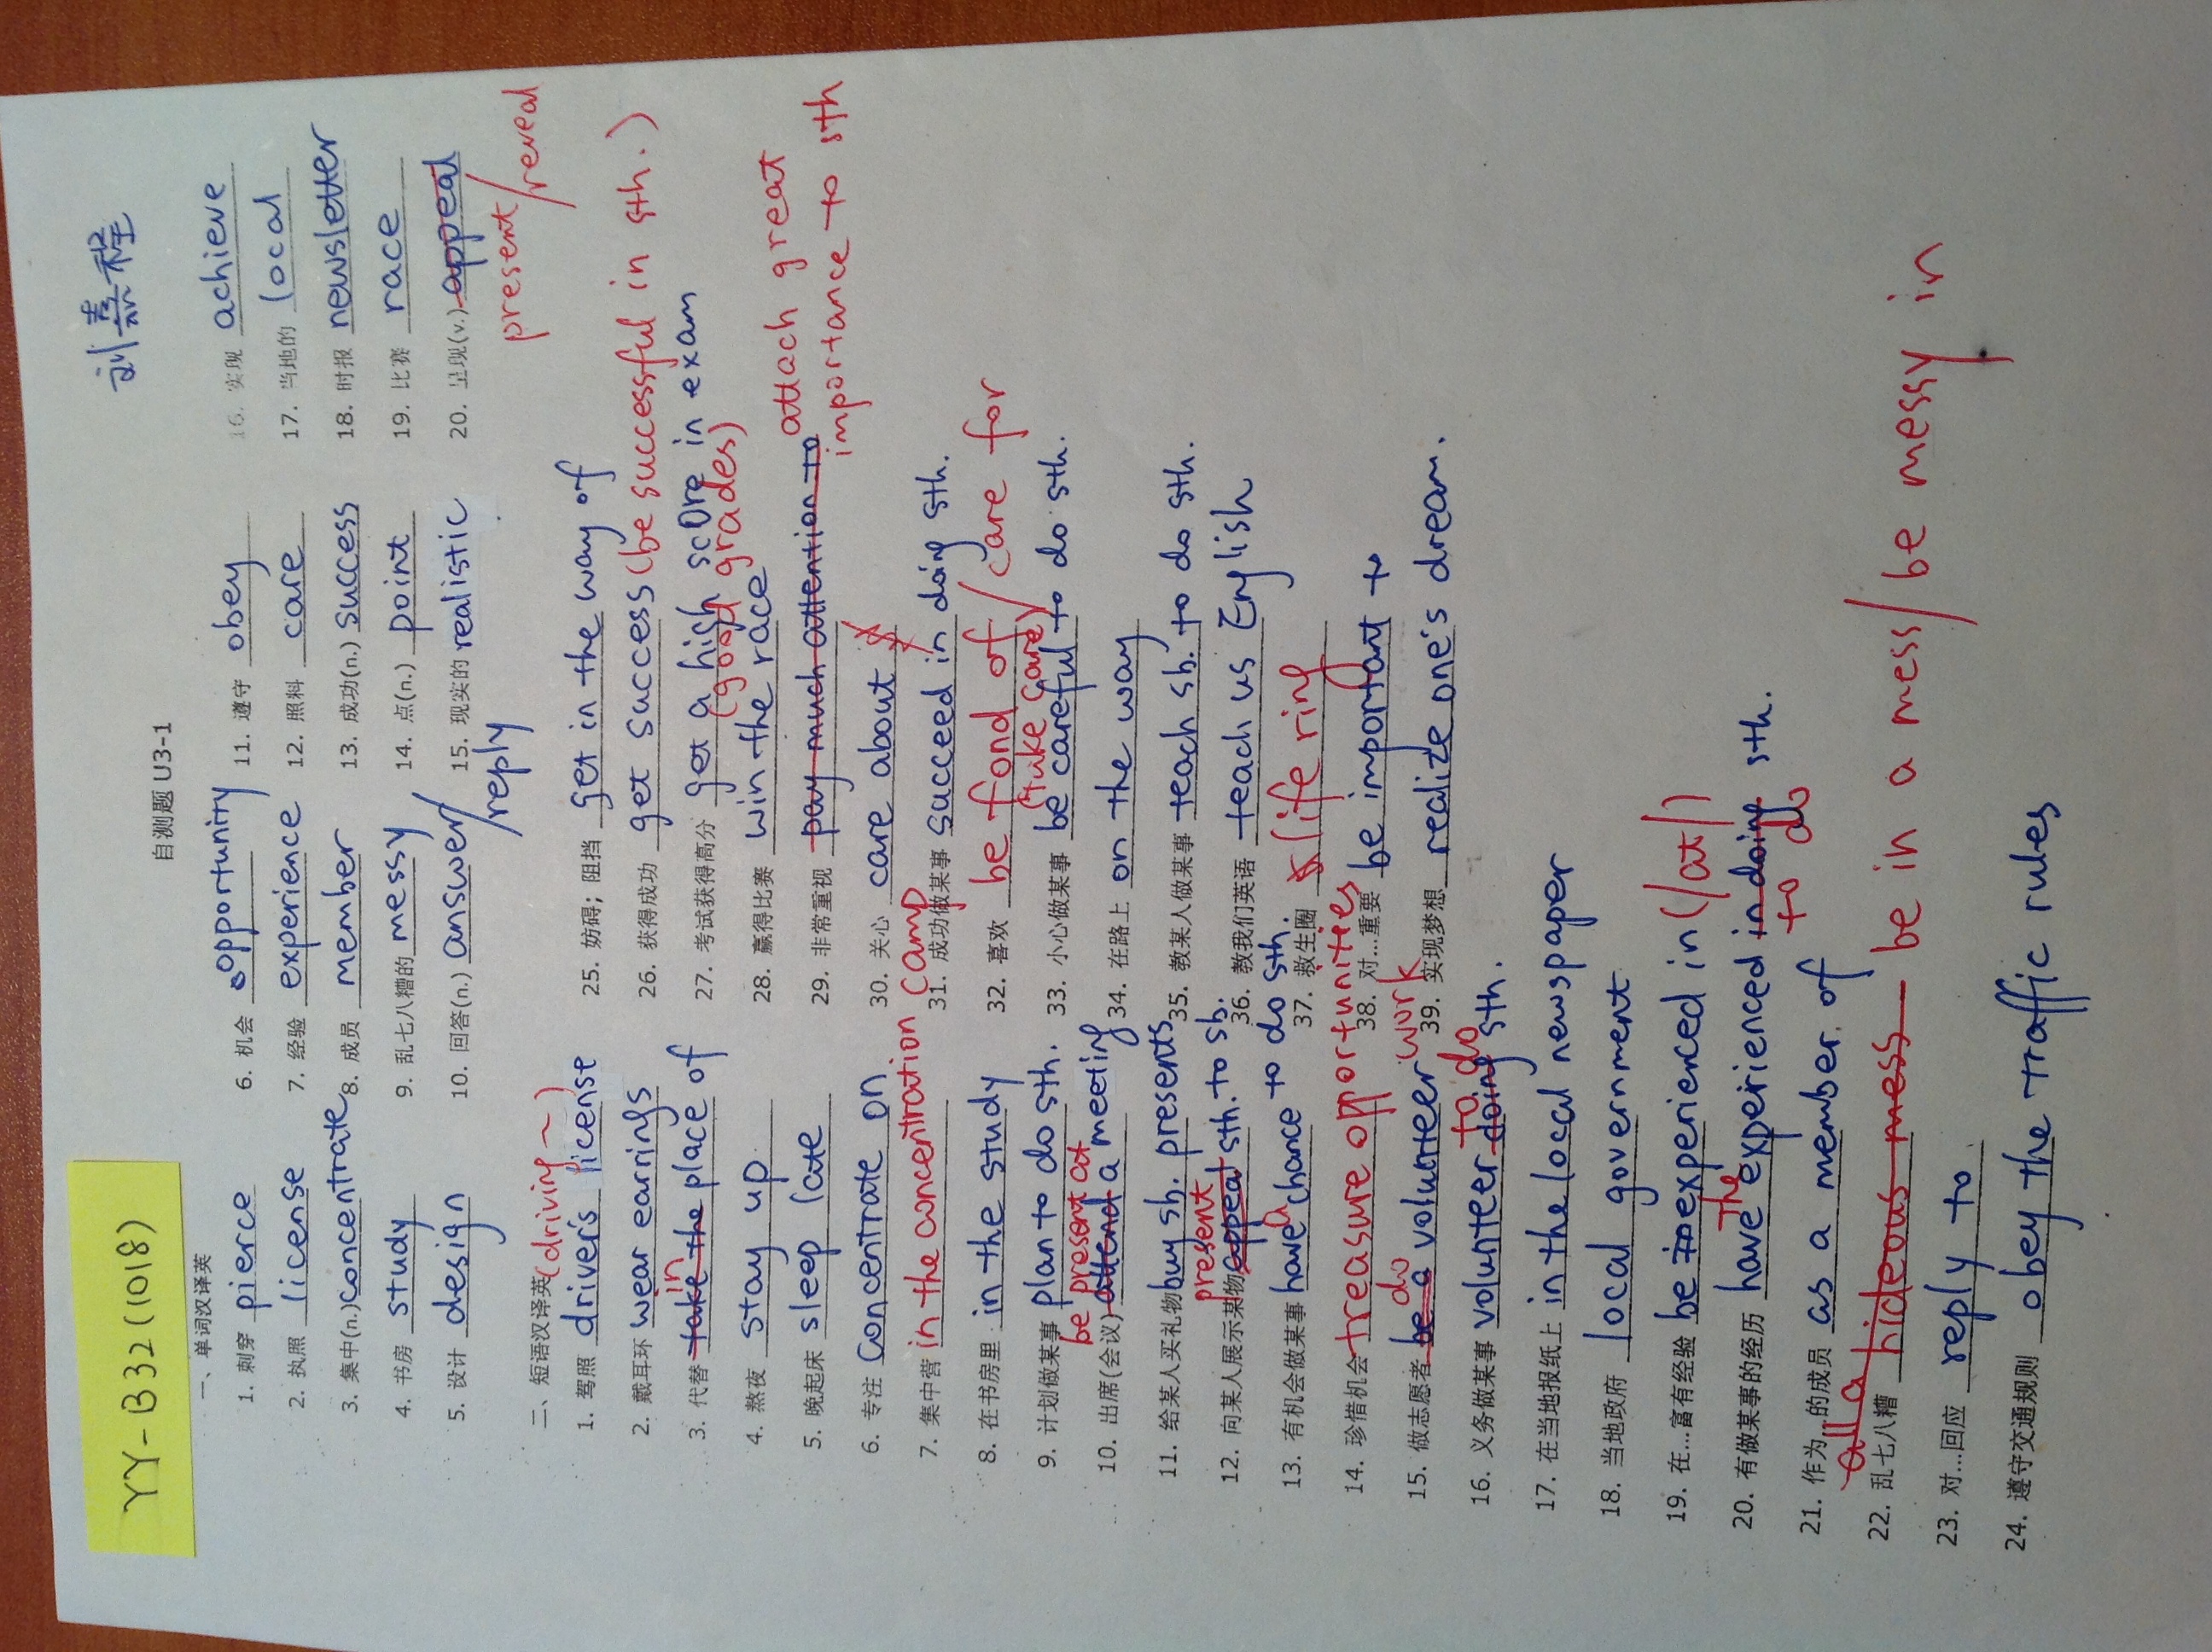 YY-B32(1018)
刘嘉程
自测题 U3-1
一、单词汉译英
1. 刺穿 pierce 6. 机会 opportunity 11. 遵守 obey 16. 实现 achieve
2. 执照 license 7. 经验 experience 12. 照料 care 17. 当地的 local
3. 集中(n.) concentrate 8. 成员 member 13. 成功(n.) success 18. 时报 newsletter
4. 书房 study 9. 乱七八糟的 messy 14. 点(n.) point 19. 比赛 race
5. 设计 design 10. 回答(n.) answer/reply 15. 现实的 realistic 20. 呈现(v.) appeal
present/reveal
二、短语汉译英 (driving ~)
1. 驾照 driver's license 25. 妨碍；阻挡 get in the way of
2. 戴耳环 wear earrings 26. 获得成功 get success (be successful in sth.)
in
3. 代替 take the place of 27. 考试获得高分 get a high score in exam
(good grades)
4. 熬夜 stay up 28. 赢得比赛 win the race
5. 晚起床 sleep late 29. 非常重视 pay much attention to attach great
importance to sth
6. 专注 concentrate on 30. 关心 care about
7. 集中营 in the concentration camp 31. 成功做某事 succeed in doing sth.
8. 在书房里 in the study 32. 喜欢 be fond of / care for
(take care)
9. 计划做某事 plan to do sth. 33. 小心做某事 be careful to do sth.
be present at
10. 出席(会议) attend a meeting 34. 在路上 on the way
11. 给某人买礼物 buy sb. presents 35. 教某人做某事 teach sb. to do sth.
present
12. 向某人展示某物 appeal sth. to sb. 36. 教我们英语 teach us English
13. 有机会做某事 have a chance to do sth. 37. 救生圈 life ring
14. 珍惜机会 treasure opportunities 38. 对…重要 be important to
do
15. 做志愿者 be a volunteer work 39. 实现梦想 realize one's dream.
to do
16. 义务做某事 volunteer doing sth.
17. 在当地报纸上 in the local newspaper
18. 当地政府 local government
19. 在…富有经验 be in experienced in (/at/)
the
20. 有做某事的经历 have experienced in doing sth.
to do
21. 作为…的成员 as a member of
all a
22. 乱七八糟 hideous mess be in a mess/be messy in
23. 对…回应 reply to
24. 遵守交通规则 obey the traffic rules